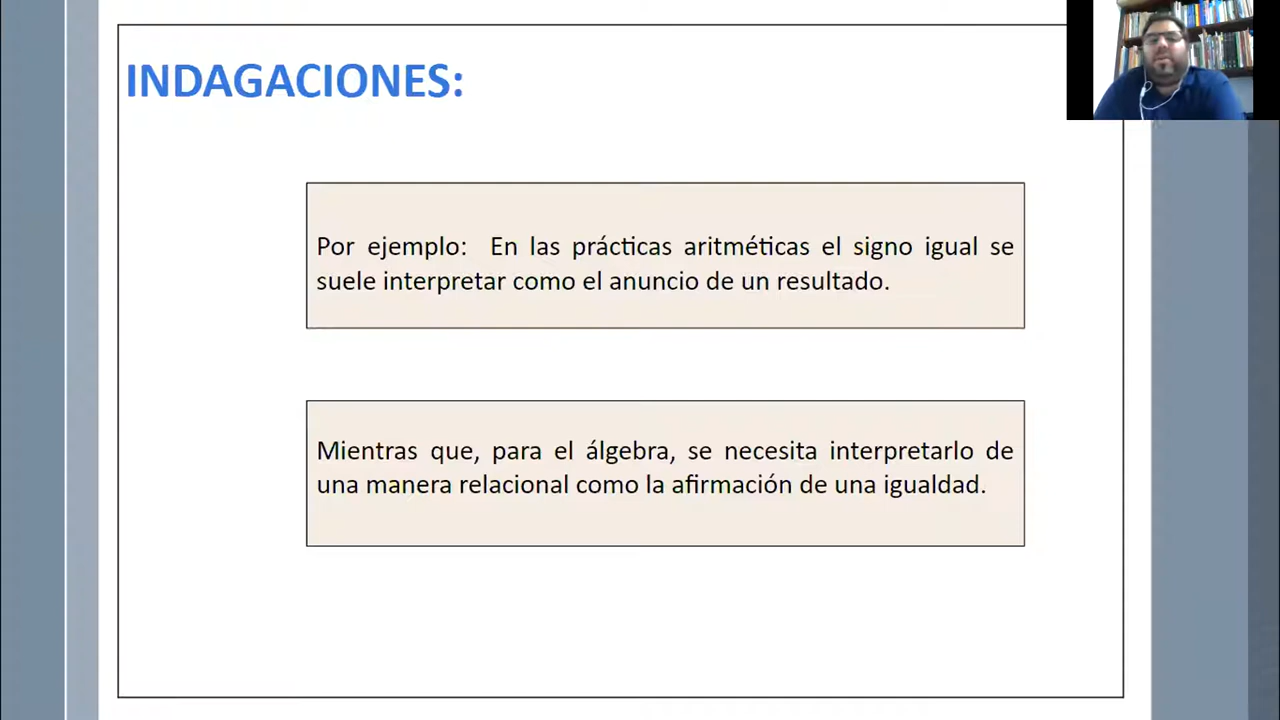 INDAGACIONES:
Por ejemplo: En las prácticas aritméticas el signo igual se
suele interpretar como el anuncio de un resultado.
Mientras que, para el álgebra, se necesita interpretarlo de
una manera relacional como la afirmación de una igualdad.